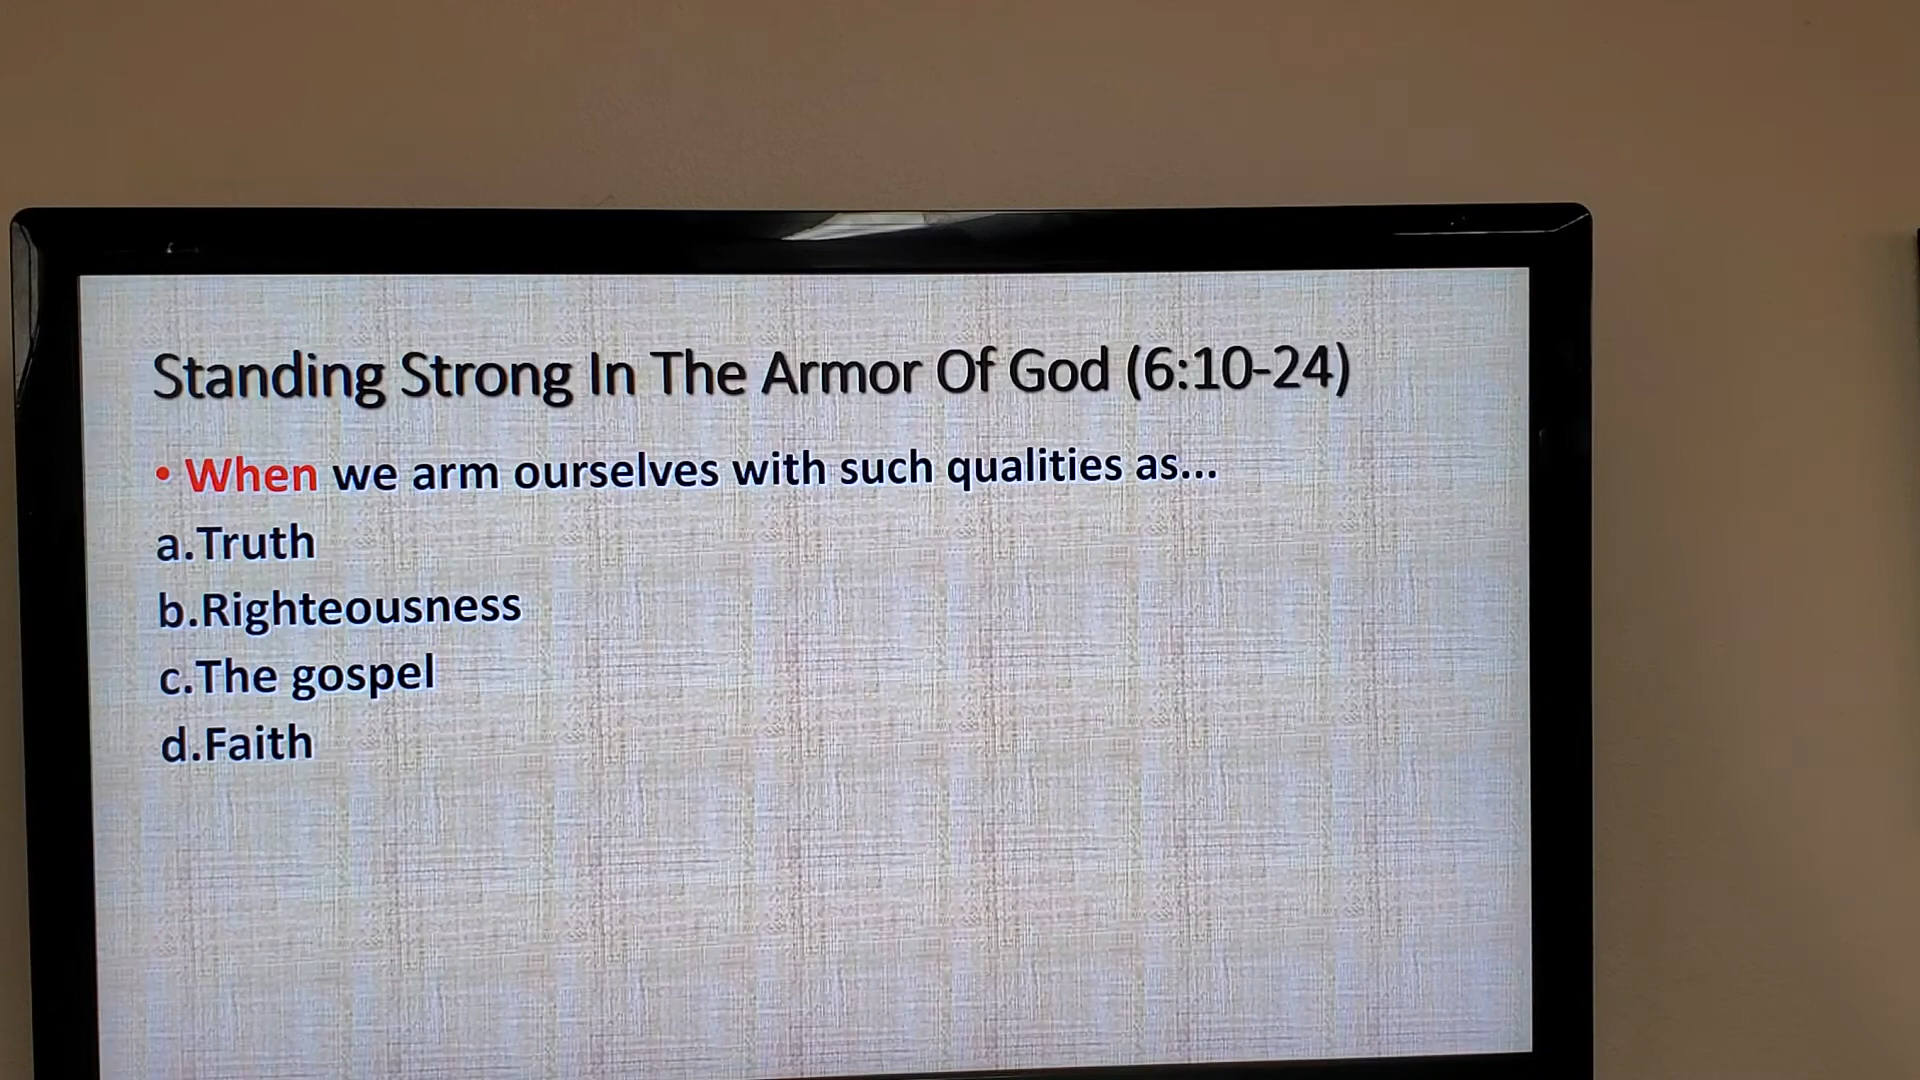 Standing Strong In The Armor Of God (6:10-24)
• When we arm ourselves with such qualities as...
a.Truth
b.Righteousness
c.The gospel
d.Faith